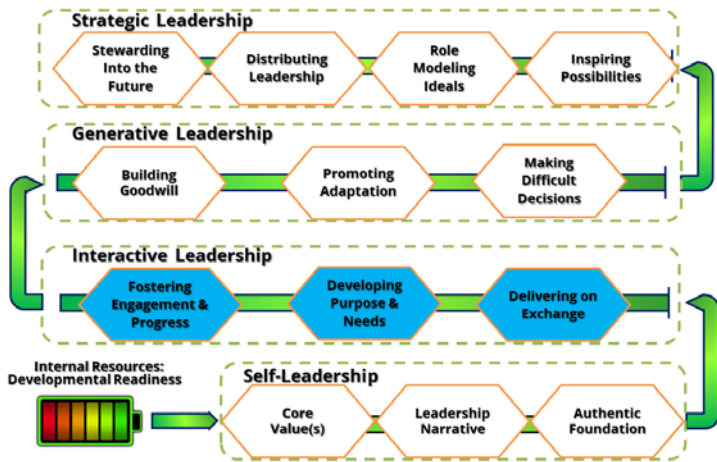 Strategic Leadership
Stewarding
Into the
Future
Distributing
Leadership
Role
Modeling
Ideals
Inspiring
Possibilities
Generative Leadership
Building
Goodwill
Promoting
Adaptation
Making
Difficult
Decisions
Interactive Leadership
Fostering
Engagement &
Progress
Developing
Purpose &
Needs
Delivering on
Exchange
Internal Resources:
Developmental Readiness
Self-Leadership
Core
Value(s)
Leadership
Narrative
Authentic
Foundation